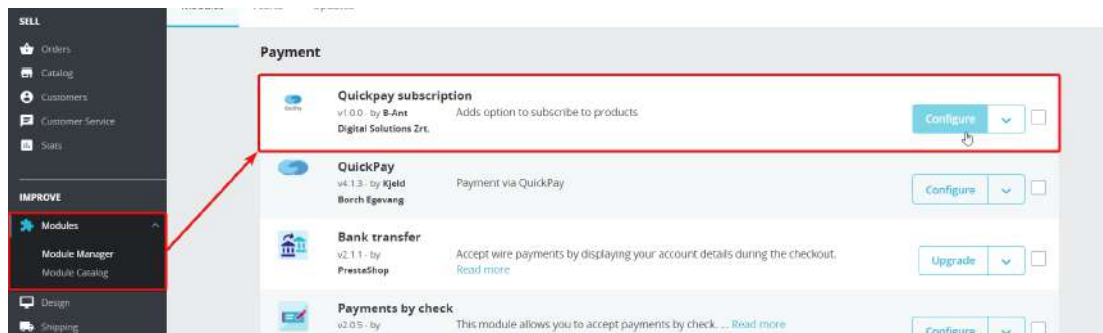 SELL
Orders
Catalog
Customers
Customer Service
Stats
IMPROVE
Modules
Module Manager
Module Catalog
Design
Shipping
Payment
Quickpay subscription
v1.0.0 - by B-Ant
Digital Solutions Zrt.
Adds option to subscribe to products
Configure
QuickPay
v4.1.3 - by Kjeld
Borch Egevang
Payment via QuickPay
Configure
Bank transfer
v2.1.1 - by
PrestaShop
Accept wire payments by displaying your account details during the checkout.
Read more
Upgrade
Payments by check
v2.0.5 - by
This module allows you to accept payments by check. ... Read more
Configure